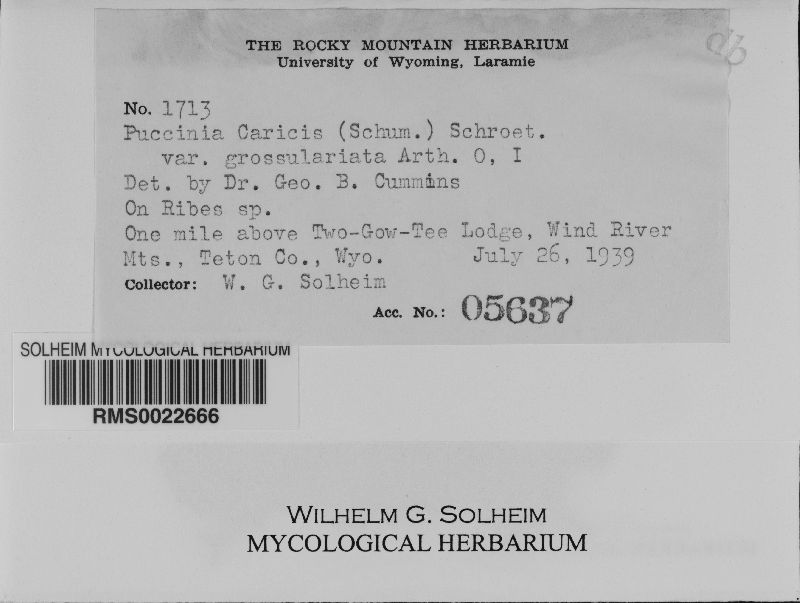 THE ROCKY MOUNTAIN HERBARIUM
University of Wyoming, Laramie
db
No. 1713
Puccinia Caricis (Schum.) Schroet.
var. grossulariata Arth. O, I
Det. by Dr. Geo. B. Cummins
On Ribes sp.
One mile above Two-Gow-Tee Lodge, Wind River
Mts., Teton Co., Wyo. July 26, 1939
Collector: W. G. Solheim
Acc. No.: 05637
SOLHEIM MYCOLOGICAL HERBARIUM
RMS0022666
WILHELM G. SOLHEIM
MYCOLOGICAL HERBARIUM